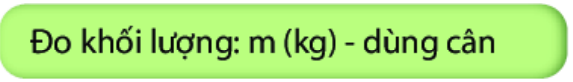 Đo khối lượng: m (kg) - dùng cân